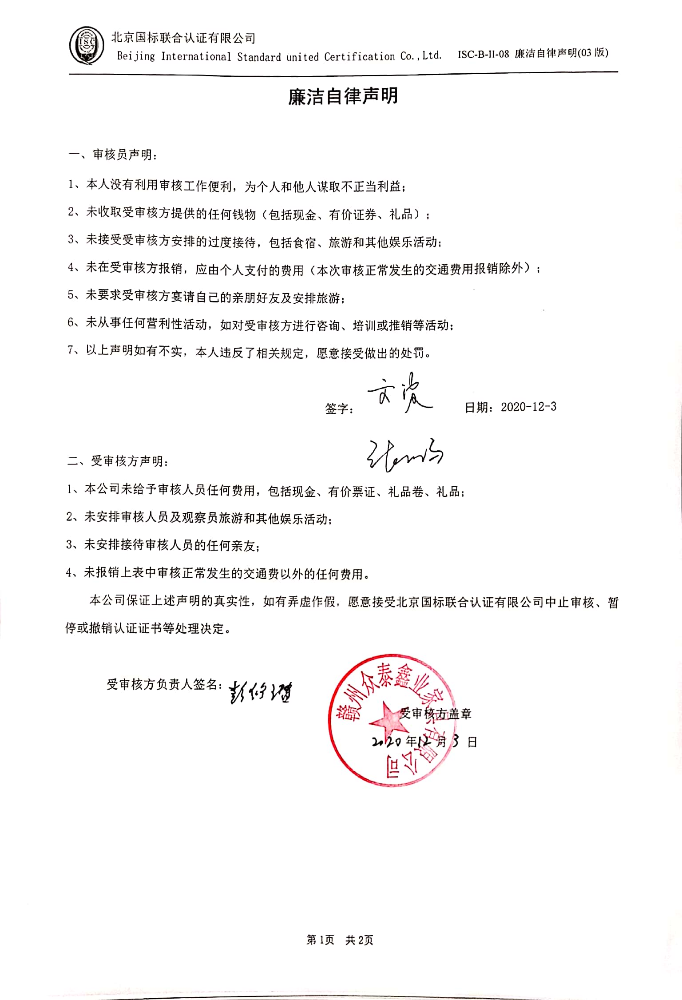 北京国标联合认证有限公司
Beijing International Standard united Certification Co.,Ltd. ISC-B-II-08 廉洁自律声明(03 版)
廉洁自律声明
一、审核员声明：
1、本人没有利用审核工作便利，为个人和他人谋取不正当利益；
2、未收取受审核方提供的任何钱物（包括现金、有价证券、礼品）；
3、未接受受审核方安排的过度接待，包括食宿、旅游和其他娱乐活动；
4、未在受审核方报销，应由个人支付的费用（本次审核正常发生的交通费用报销除外）；
5、未要求受审核方宴请自己的亲朋好友及安排旅游；
6、未从事任何营利性活动，如对受审核方进行咨询、培训或推销等活动；
7、以上声明如有不实，本人违反了相关规定，愿意接受做出的处罚。
签字： 文波 日期：2020-12-3
二、受审核方声明：
1、本公司未给予审核人员任何费用，包括现金、有价票证、礼品卷、礼品；
2、未安排审核人员及观察员旅游和其他娱乐活动；
3、未安排接待审核人员的任何亲友；
4、未报销上表中审核正常发生的交通费以外的任何费用。
本公司保证上述声明的真实性，如有弄虚作假，愿意接受北京国标联合认证有限公司中止审核、暂
停或撤销认证证书等处理决定。
受审核方负责人签名：
赣州众泰鑫业家具有限公司
受审核方盖章
2020年12月3日
第1页 共2页